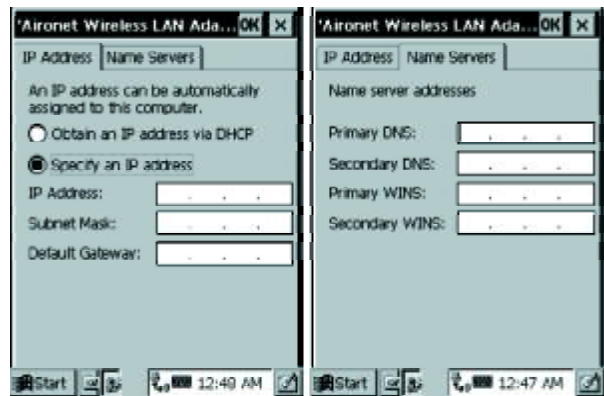 'Aironet Wireless LAN Ada... OK ×
IP Address Name Servers
An IP address can be automatically
assigned to this computer.
Obtain an IP address via DHCP
Specify an IP address
IP Address: . . .
Subnet Mask: . . .
Default Gateway: . . .
Start 12:49 AM
'Aironet Wireless LAN Ada... OK ×
IP Address Name Servers
Name server addresses
Primary DNS: . . .
Secondary DNS: . . .
Primary WINS: . . .
Secondary WINS: . . .
Start 12:47 AM